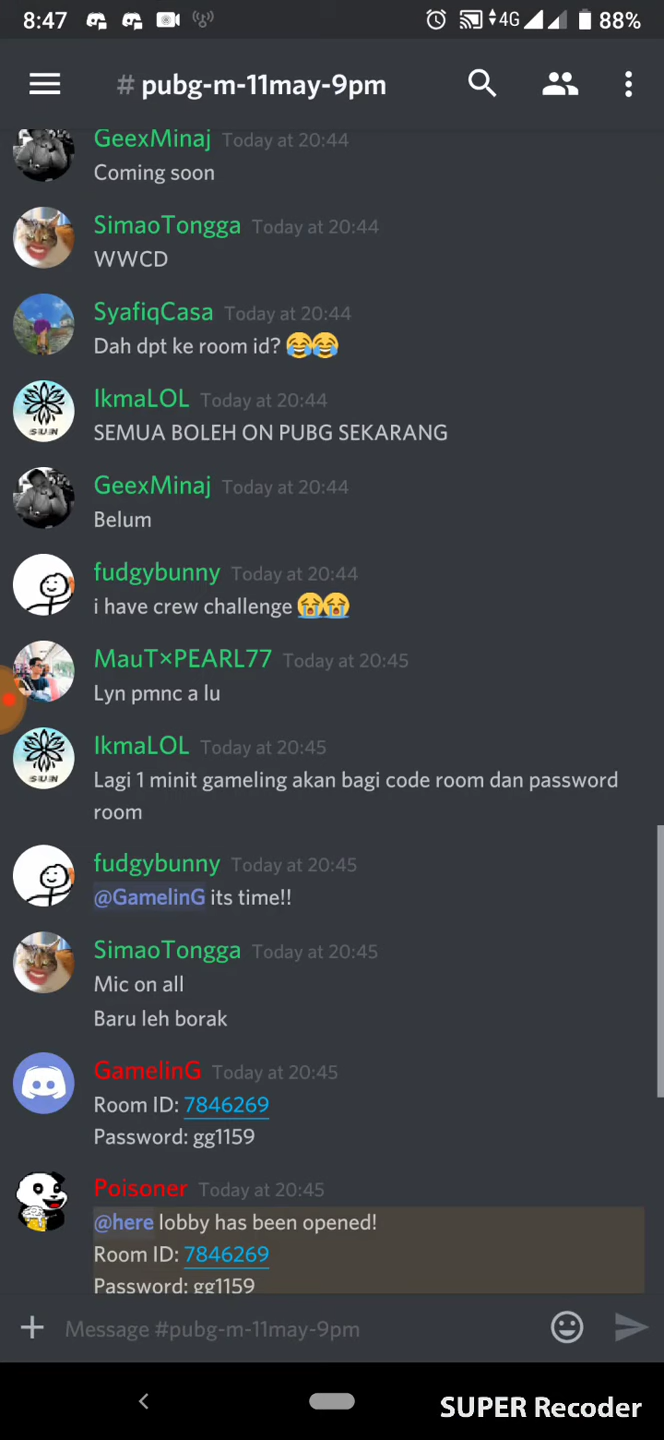 8:47
4G
88%
# pubg-m-11may-9pm
GeexMinaj Today at 20:44
Coming soon
SimaoTongga Today at 20:44
WWCD
SyafiqCasa Today at 20:44
Dah dpt ke room id? 😂😂
IkmaLOL Today at 20:44
SEMUA BOLEH ON PUBG SEKARANG
GeexMinaj Today at 20:44
Belum
fudgybunny Today at 20:44
i have crew challenge 😭😭
MauT×PEARL77 Today at 20:45
Lyn pmnc a lu
IkmaLOL Today at 20:45
Lagi 1 minit gameling akan bagi code room dan password
room
fudgybunny Today at 20:45
@GamelinG its time!!
SimaoTongga Today at 20:45
Mic on all
Baru leh borak
GamelinG Today at 20:45
Room ID: 7846269
Password: gg1159
Poisoner Today at 20:45
@here lobby has been opened!
Room ID: 7846269
Password: gg1159
Message #pubg-m-11may-9pm
SUPER Recoder